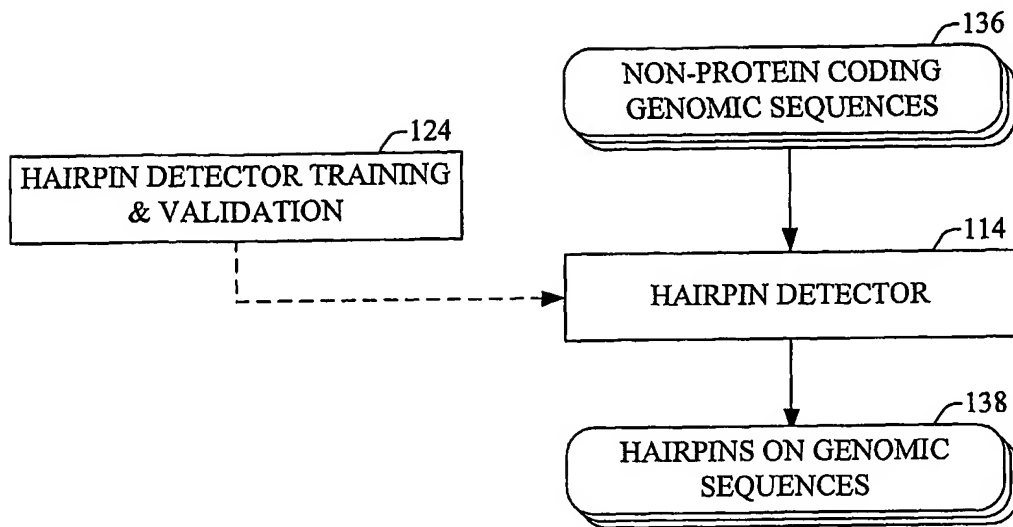 136
NON-PROTEIN CODING
GENOMIC SEQUENCES
124
HAIRPIN DETECTOR TRAINING
& VALIDATION
114
HAIRPIN DETECTOR
138
HAIRPINS ON GENOMIC
SEQUENCES